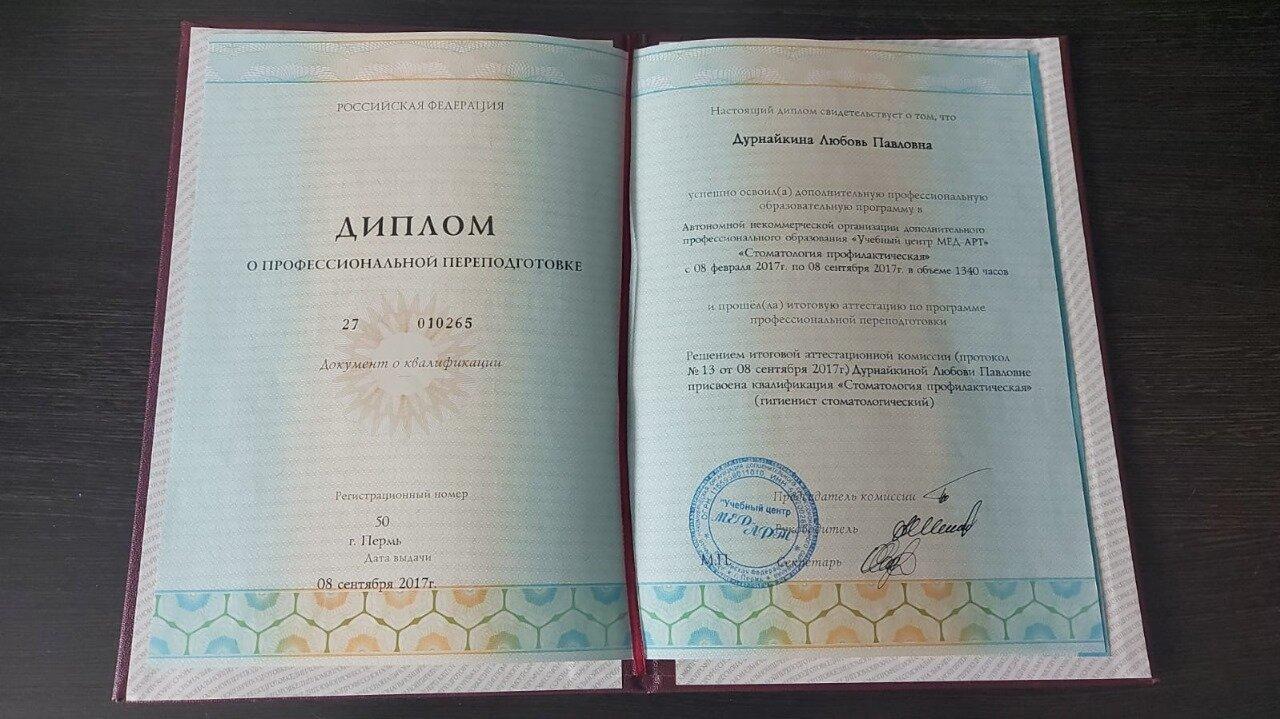 РОССИЙСКАЯ ФЕДЕРАЦИЯ
ДИПЛОМ
О ПРОФЕССИОНАЛЬНОЙ ПЕРЕПОДГОТОВКЕ
27 010265
Документ о квалификации
Регистрационный номер
50
г. Пермь
Дата выдачи
08 сентября 2017г.
Настоящий диплом свидетельствует о том, что
Дурнайкина Любовь Павловна
успешно освоил(а) дополнительную профессиональную
образовательную программу в
Автономной некоммерческой организации дополнительного
профессионального образования «Учебный центр МЕД-АРТ»
«Стоматология профилактическая»
с 08 февраля 2017г. по 08 сентября 2017г. в объеме 1340 часов
и прошел(ла) итоговую аттестацию по программе
профессиональной переподготовки
Решением итоговой аттестационной комиссии (протокол
№ 13 от 08 сентября 2017г) Дурнайкиной Любови Павловне
присвоена квалификация «Стоматология профилактическая»
(гигиенист стоматологический)
Председатель комиссии
Руководитель
М.П. Секретарь
"Учебный центр
МЕД АРТ"